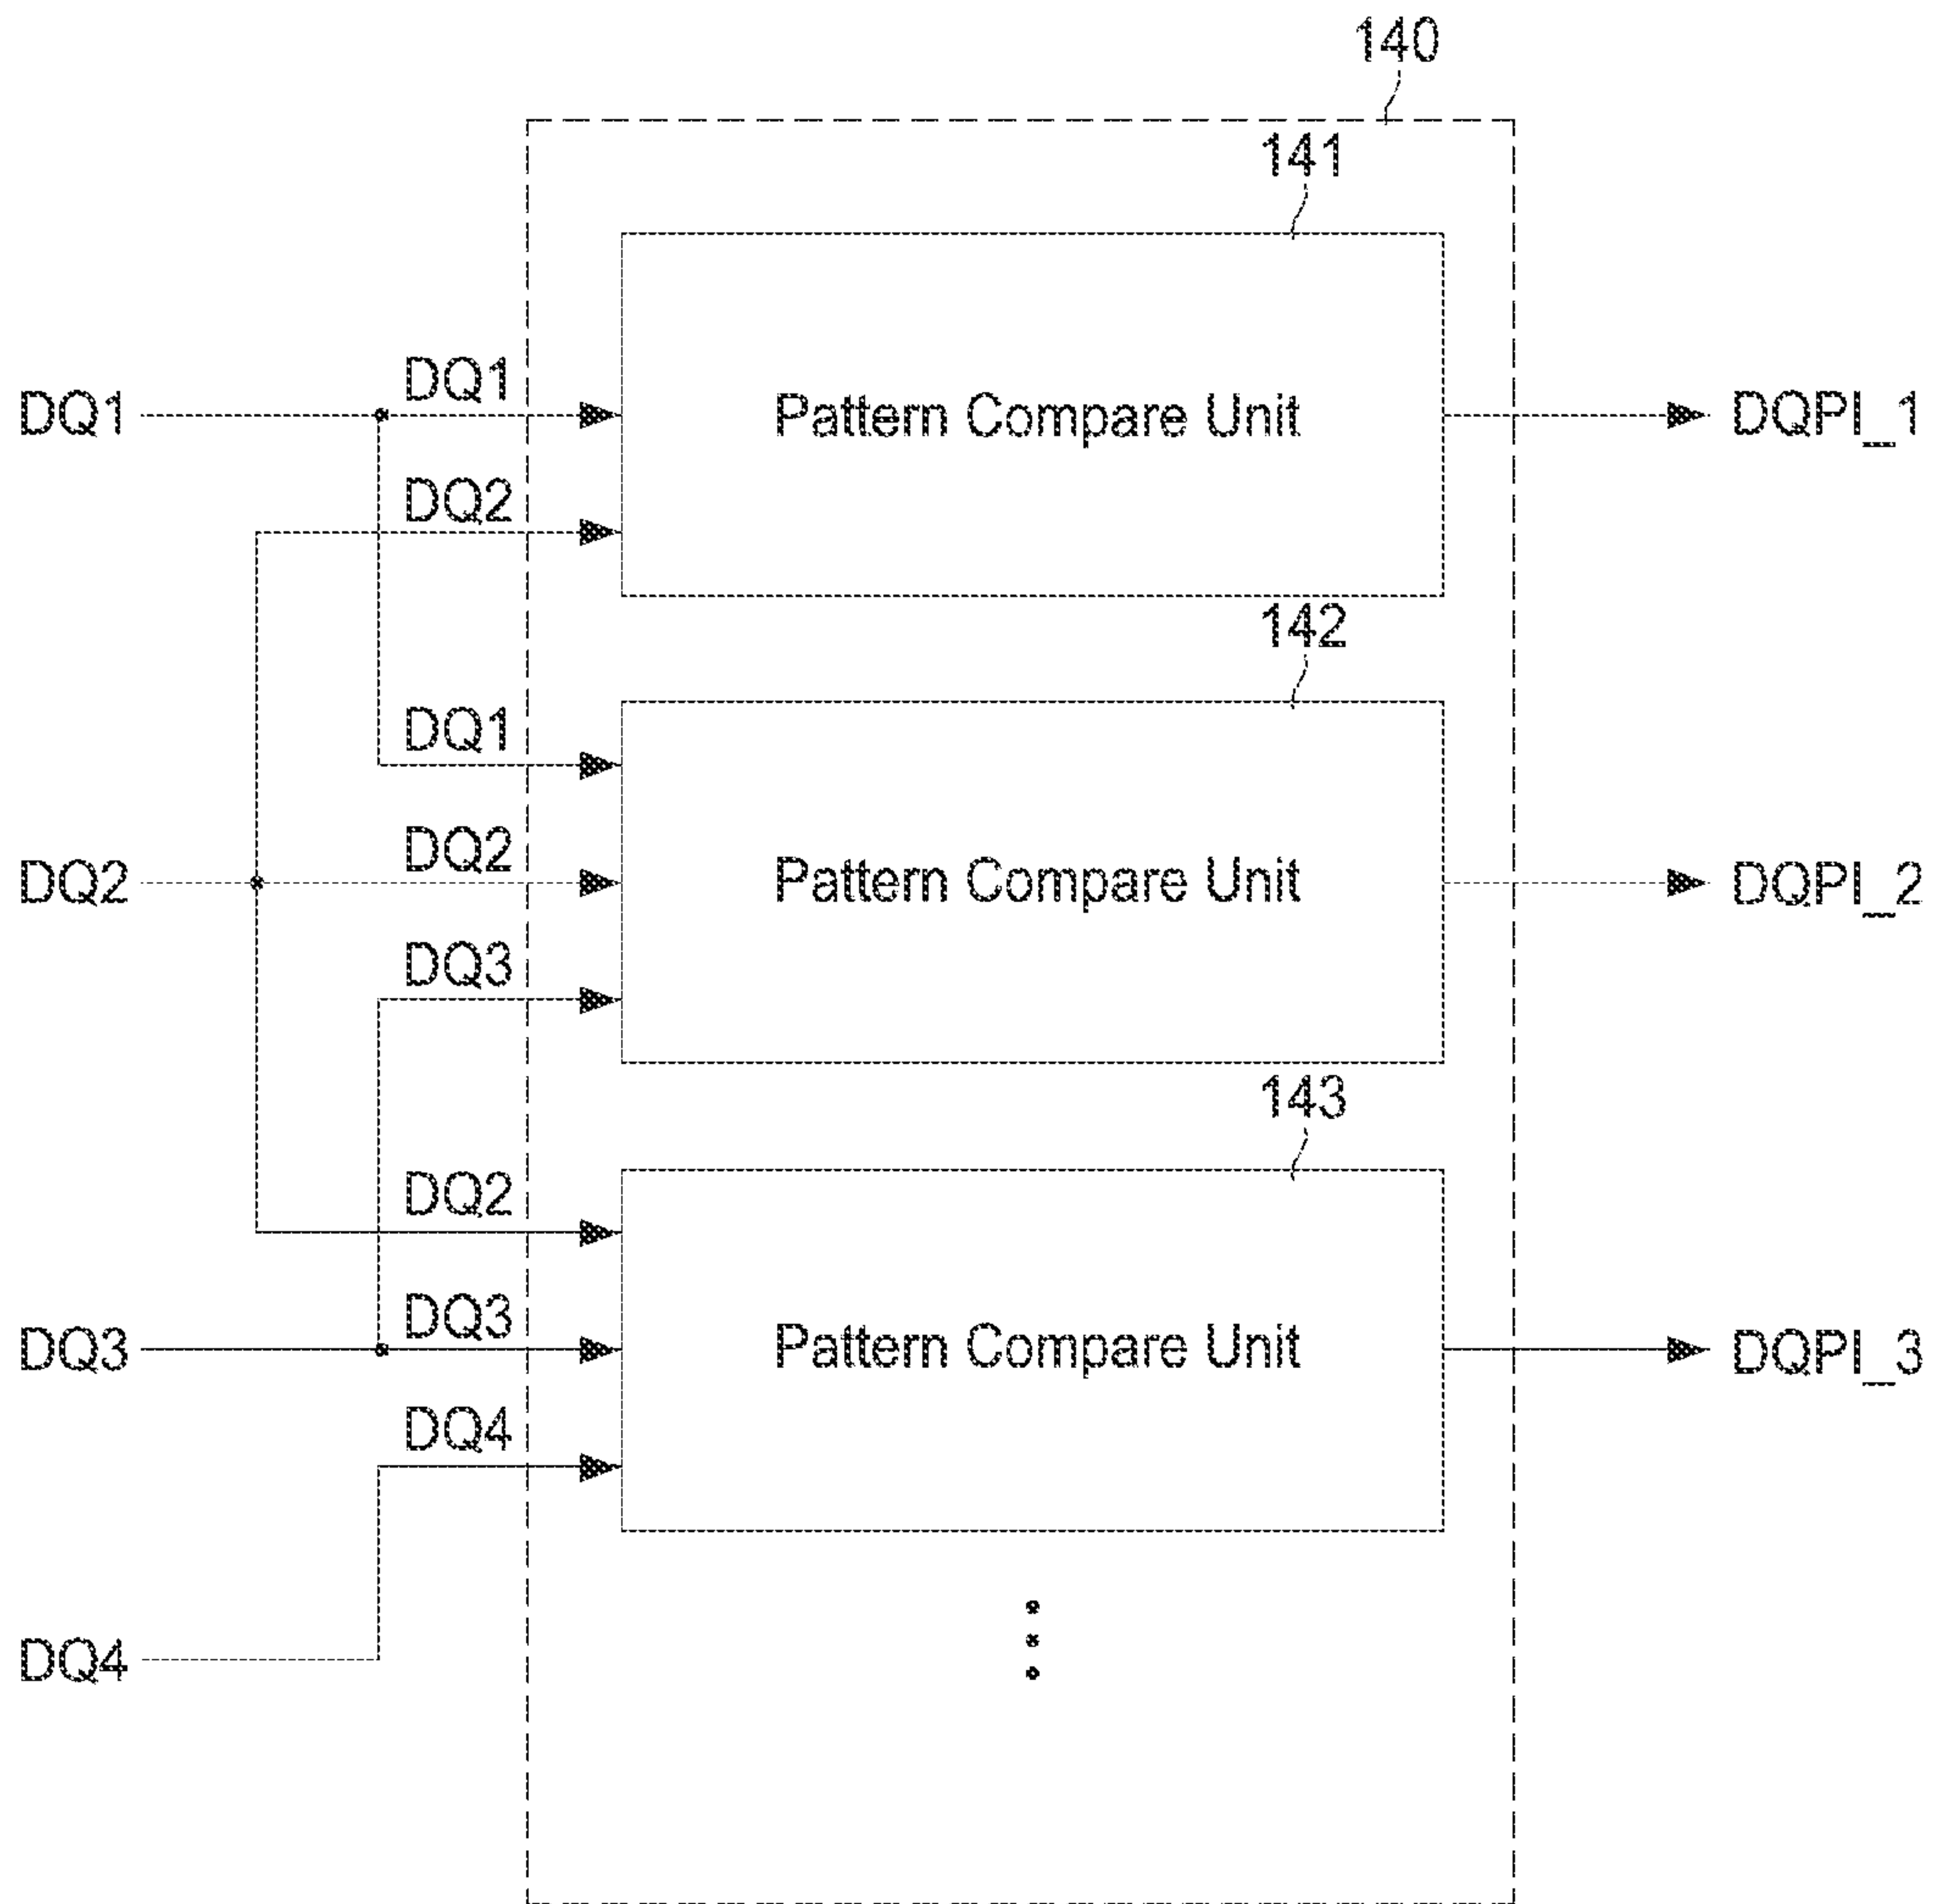 140
141
DQ1
DQ1
Pattern Compare Unit
DQPI_1
DQ2
142
DQ1
DQ2
DQ2
Pattern Compare Unit
DQPI_2
DQ3
143
DQ2
DQ3
DQ3
Pattern Compare Unit
DQPI_3
DQ4
DQ4